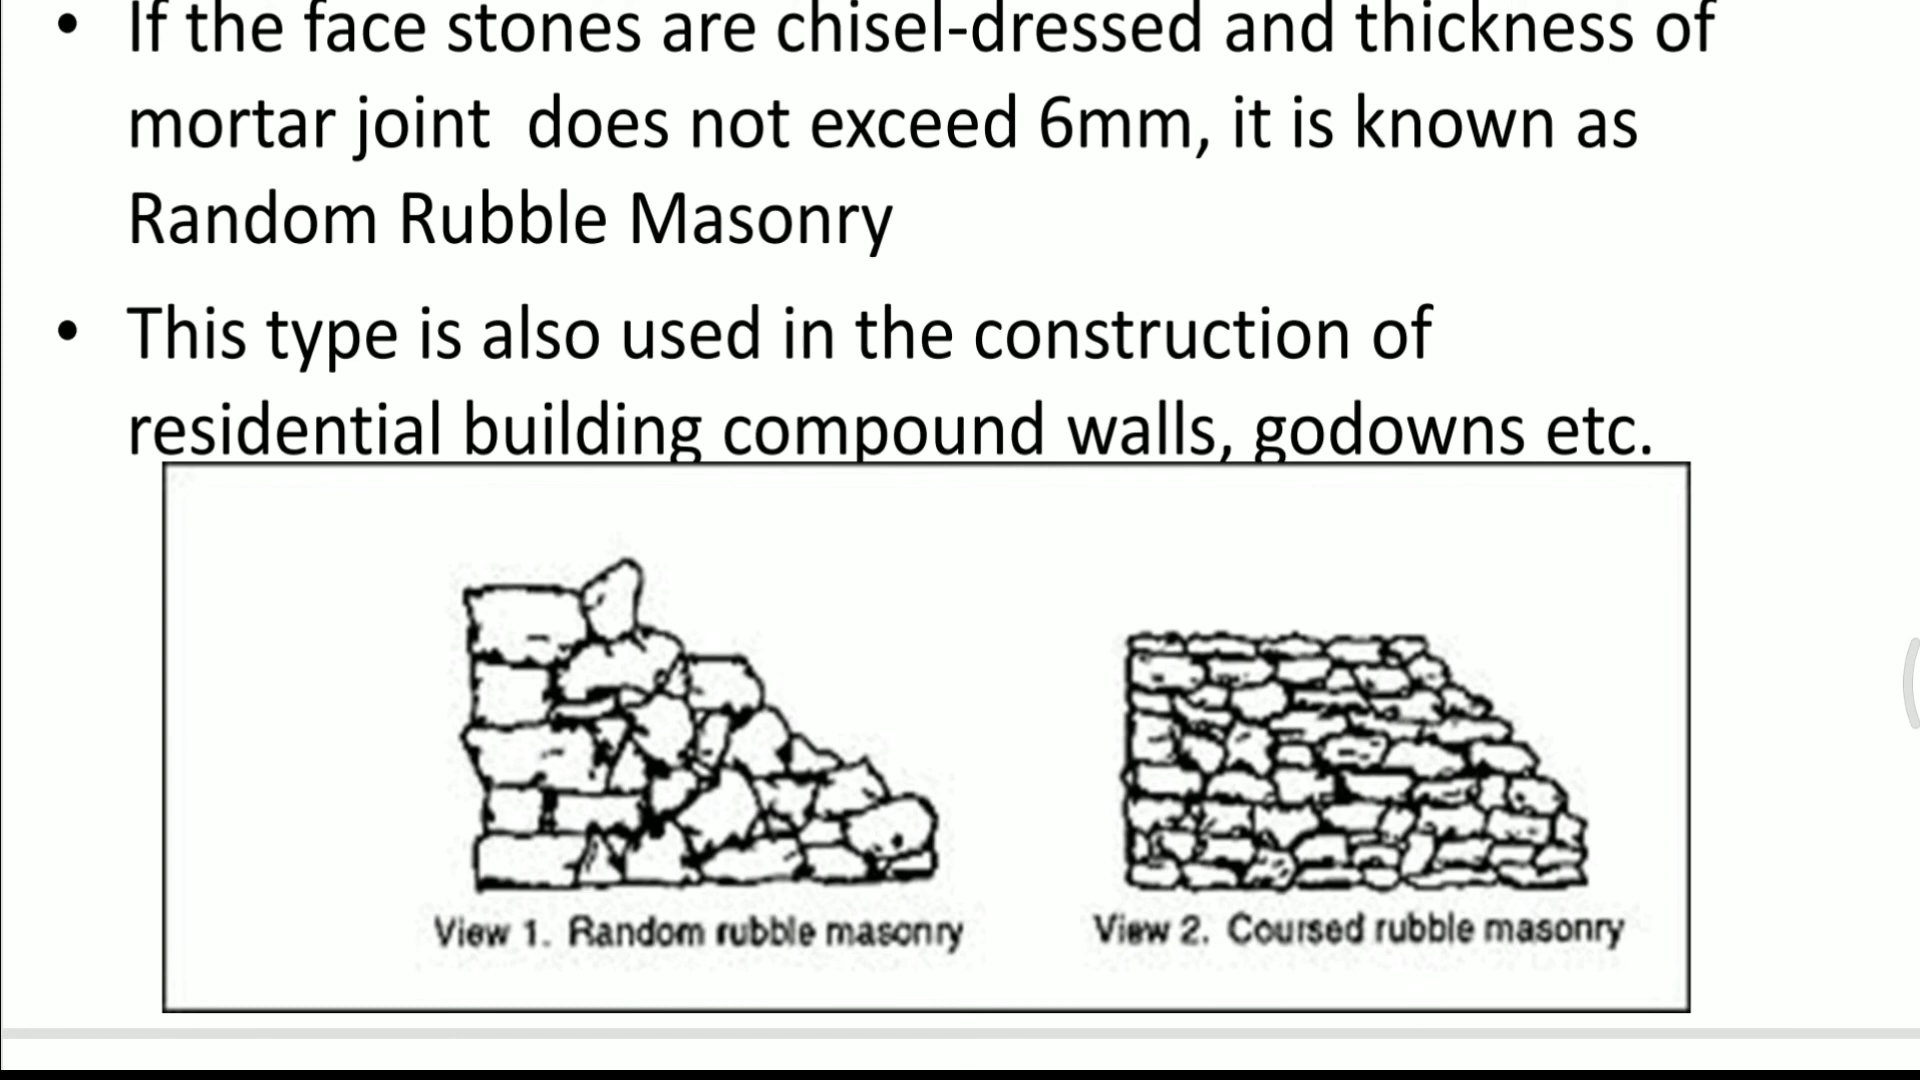 • If the face stones are chisel-dressed and thickness of
mortar joint does not exceed 6mm, it is known as
Random Rubble Masonry
• This type is also used in the construction of
residential building compound walls, godowns etc.
View 1. Random rubble masonry
View 2. Coursed rubble masonry